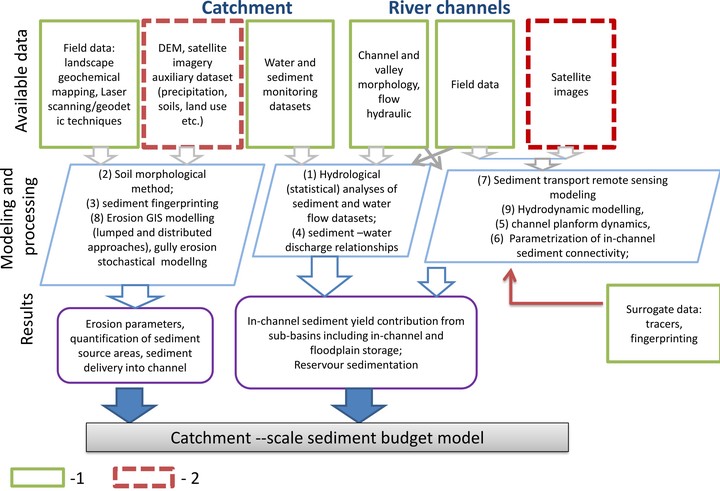 Catchment
River channels
Available data
Field data:
landscape
geochemical
mapping, Laser
scanning/geodet
ic techniques
DEM, satellite
imagery
auxiliary dataset
(precipitation,
soils, land use
etc.)
Water and
sediment
monitoring
datasets
Channel and
valley
morphology,
flow
hydraulic
Field data
Satellite
images
Modeling and
processing
(2) Soil morphological
method;
(3) sediment fingerprinting
(8) Erosion GIS modelling
(lumped and distributed
approaches), gully erosion
stochastical modelng
(1) Hydrological
(statistical) analyses of
sediment and water
flow datasets;
(4) sediment –water
discharge relationships
(7) Sediment transport remote sensing
modeling
(9) Hydrodynamic modelling,
(5) channel planform dynamics,
(6) Parametrization of in-channel
sediment connectivity;
Results
Erosion parameters,
quantification of sediment
source areas, sediment
delivery into channel
In-channel sediment yield contribution from
sub-basins including in-channel and
floodplain storage;
Reservour sedimentation
Surrogate data:
tracers,
fingerprinting
Catchment --scale sediment budget model
-1
- 2